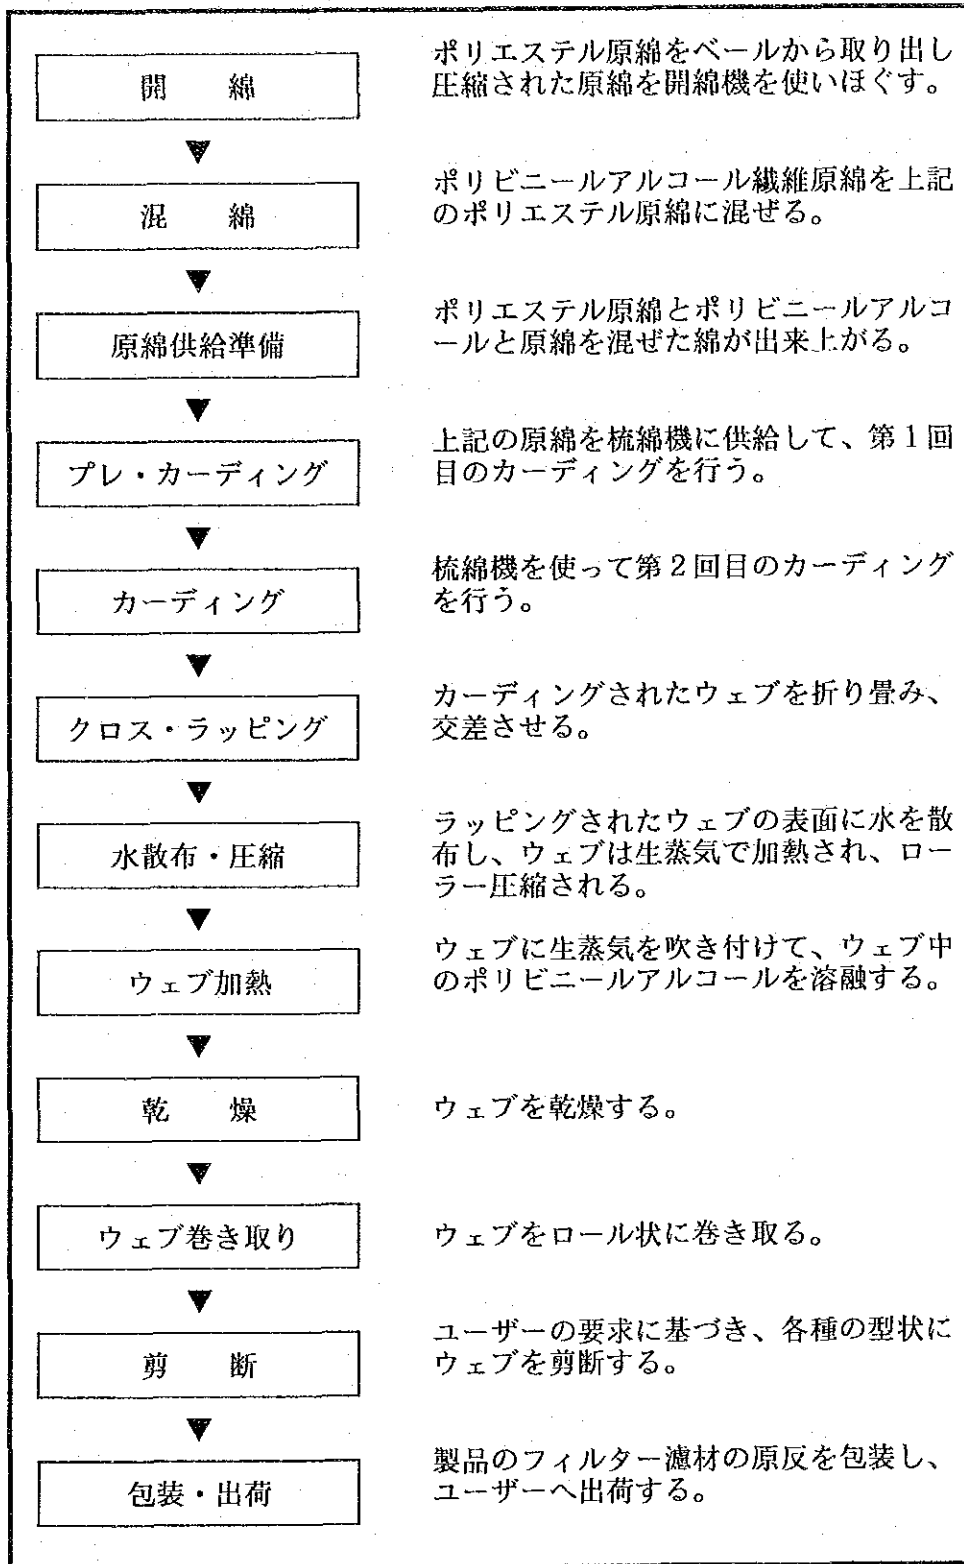 開　　綿
ポリエステル原綿をベールから取り出し
圧縮された原綿を開綿機を使いほぐす。
▼
混　　綿
ポリビニールアルコール繊維原綿を上記
のポリエステル原綿に混ぜる。
▼
原綿供給準備
ポリエステル原綿とポリビニールアルコ
ールと原綿を混ぜた綿が出来上がる。
▼
プレ・カーディング
上記の原綿を梳綿機に供給して、第1回
目のカーディングを行う。
▼
カーディング
梳綿機を使って第2回目のカーディング
を行う。
▼
クロス・ラッピング
カーディングされたウェブを折り畳み、
交差させる。
▼
水散布・圧縮
ラッピングされたウェブの表面に水を散
布し、ウェブは生蒸気で加熱され、ロー
ラー圧縮される。
▼
ウェブ加熱
ウェブに生蒸気を吹き付けて、ウェブ中
のポリビニールアルコールを溶融する。
▼
乾　　燥
ウェブを乾燥する。
▼
ウェブ巻き取り
ウェブをロール状に巻き取る。
▼
剪　　断
ユーザーの要求に基づき、各種の型状に
ウェブを剪断する。
▼
包装・出荷
製品のフィルター濾材の原反を包装し、
ユーザーへ出荷する。